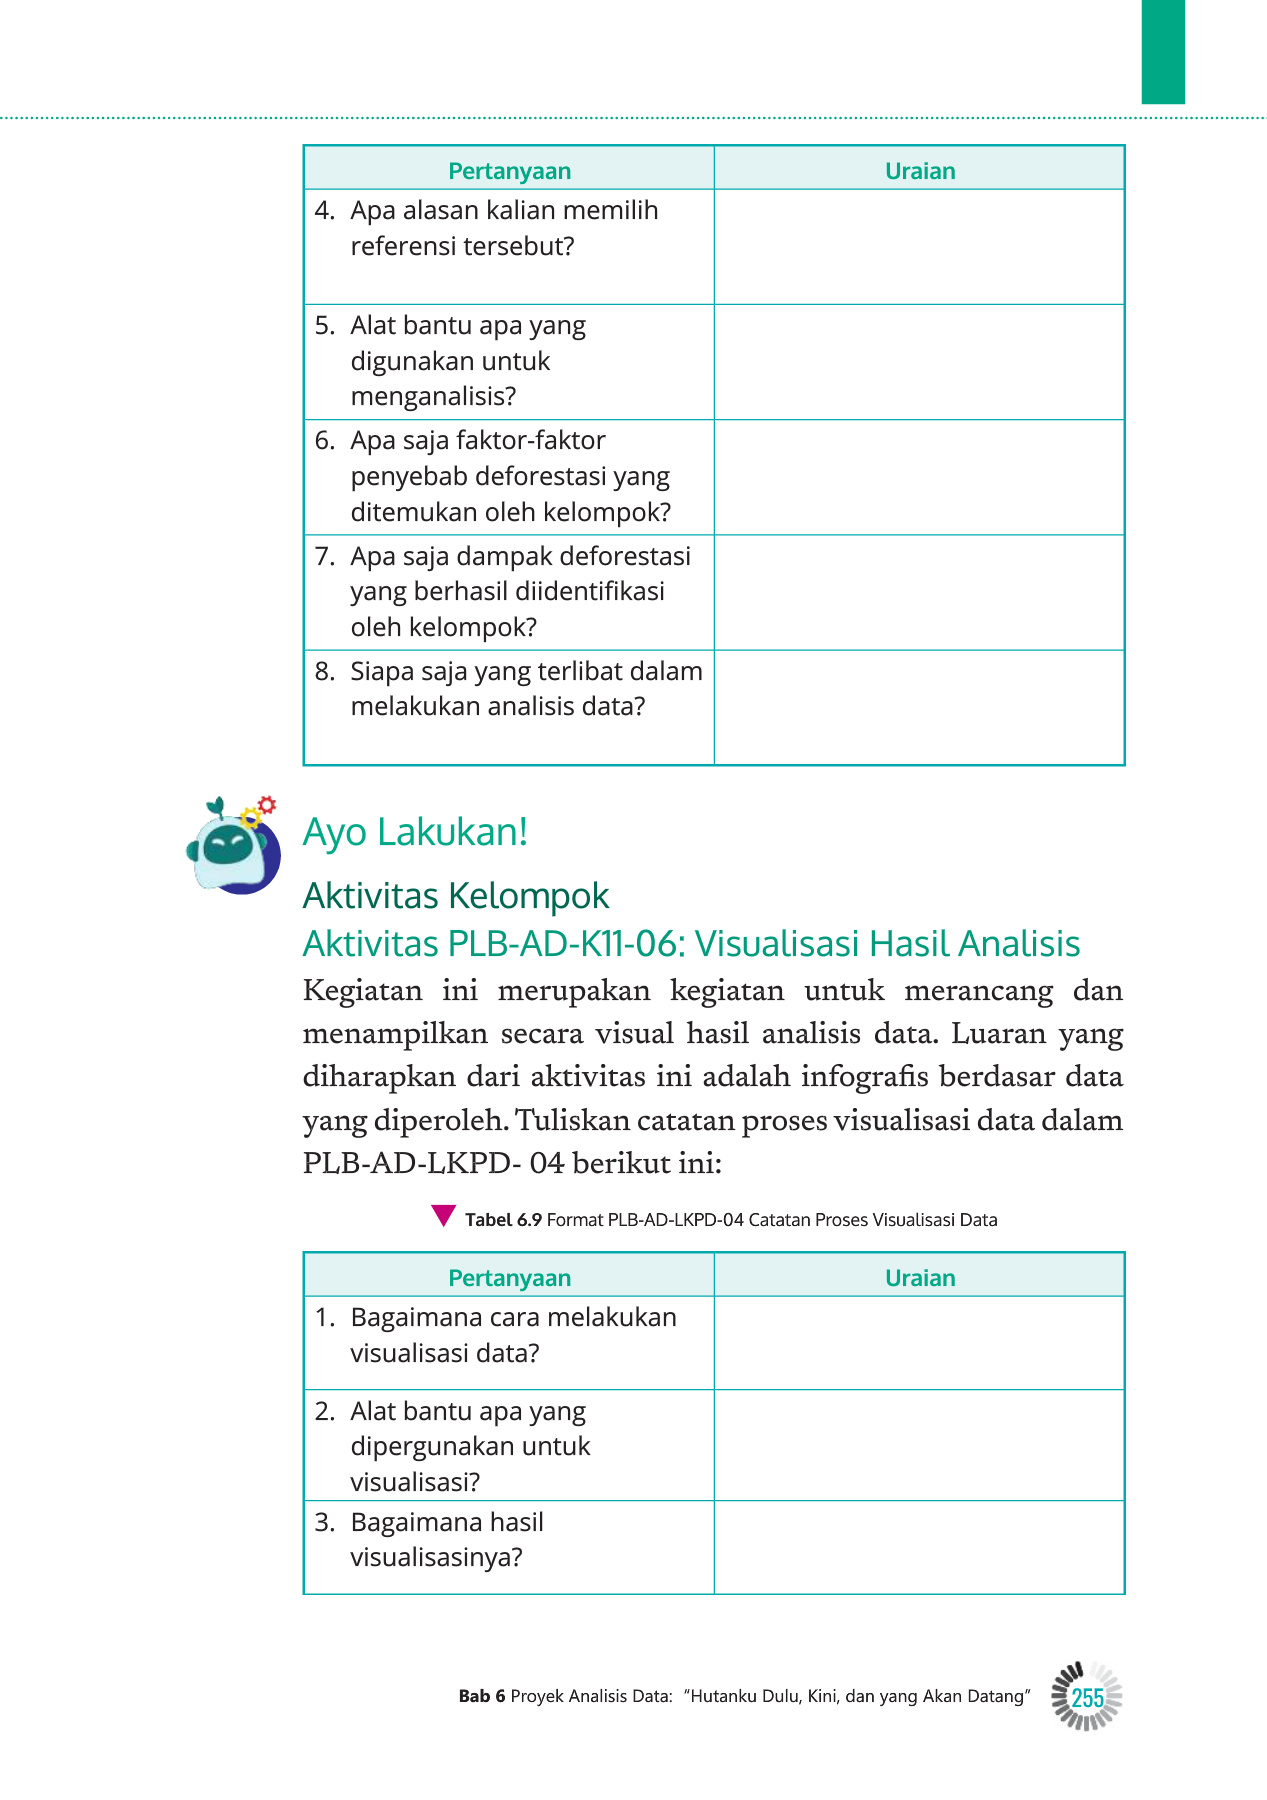 Pertanyaan Uraian
4. Apa alasan kalian memilih
referensi tersebut?
5. Alat bantu apa yang
digunakan untuk
menganalisis?
6. Apa saja faktor-faktor
penyebab deforestasi yang
ditemukan oleh kelompok?
7. Apa saja dampak deforestasi
yang berhasil diidentifikasi
oleh kelompok?
8. Siapa saja yang terlibat dalam
melakukan analisis data?
Ayo Lakukan!
Aktivitas Kelompok
Aktivitas PLB-AD-K11-06: Visualisasi Hasil Analisis
Kegiatan ini merupakan kegiatan untuk merancang dan
menampilkan secara visual hasil analisis data. Luaran yang
diharapkan dari aktivitas ini adalah infografis berdasar data
yang diperoleh. Tuliskan catatan proses visualisasi data dalam
PLB-AD-LKPD- 04 berikut ini:
Tabel 6.9 Format PLB-AD-LKPD-04 Catatan Proses Visualisasi Data
Pertanyaan Uraian
1. Bagaimana cara melakukan
visualisasi data?
2. Alat bantu apa yang
dipergunakan untuk
visualisasi?
3. Bagaimana hasil
visualisasinya?
Bab 6 Proyek Analisis Data: “Hutanku Dulu, Kini, dan yang Akan Datang” 255